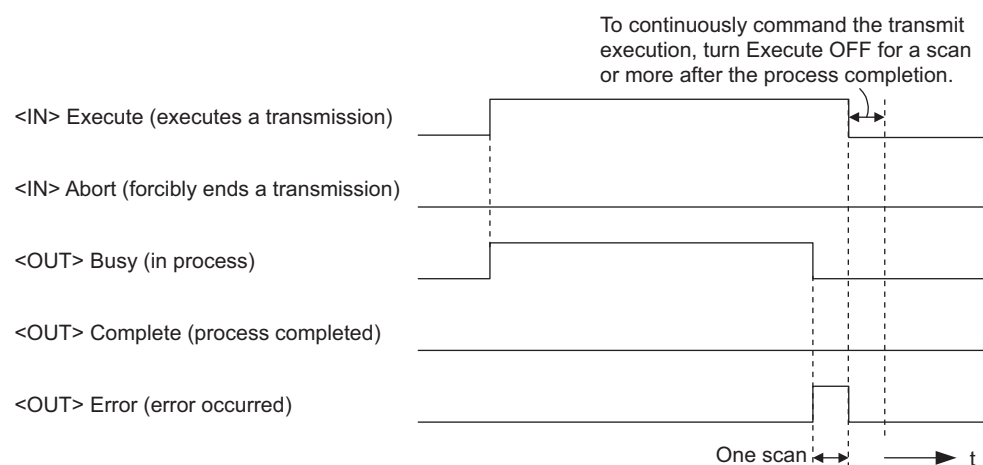 To continuously command the transmit
execution, turn Execute OFF for a scan
or more after the process completion.
<IN> Execute (executes a transmission)
<IN> Abort (forcibly ends a transmission)
<OUT> Busy (in process)
<OUT> Complete (process completed)
<OUT> Error (error occurred)
One scan
t